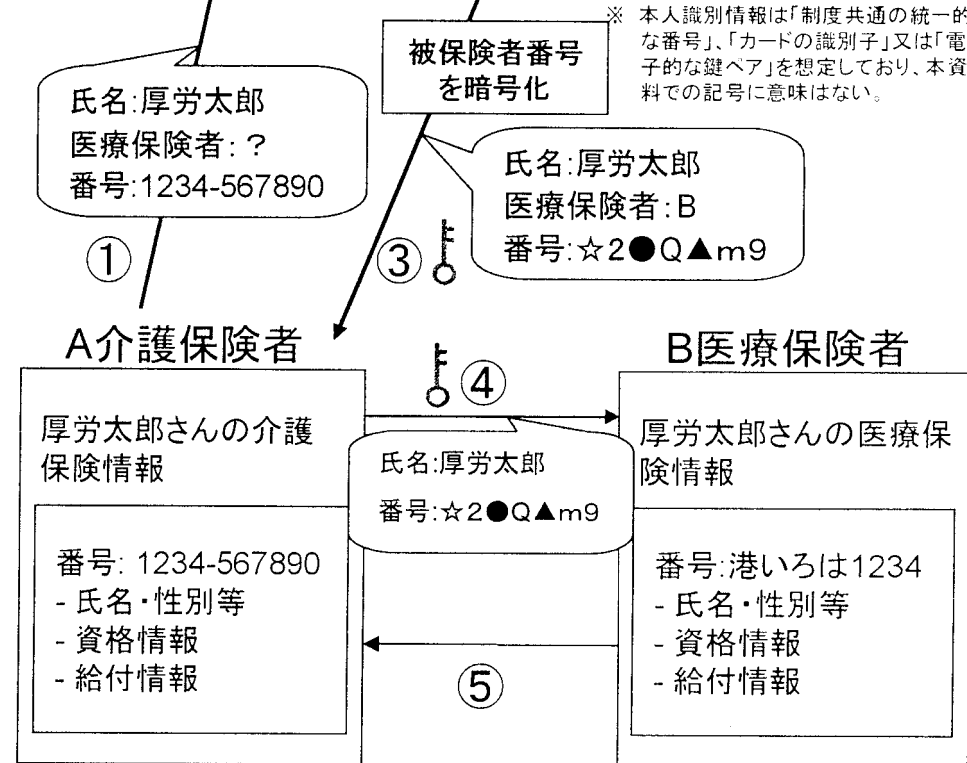 ※ 本人識別情報は「制度共通の統一的
な番号」、「カードの識別子」又は「電
子的な鍵ペア」を想定しており、本資
料での記号に意味はない。
被保険者番号
を暗号化
氏名:厚労太郎
医療保険者:?
番号:1234-567890
氏名:厚労太郎
医療保険者:B
番号:☆2●Q▲m9
①
③
A介護保険者
④
B医療保険者
厚労太郎さんの介護
保険情報
氏名:厚労太郎
番号:☆2●Q▲m9
厚労太郎さんの医療保
険情報
番号: 1234-567890
- 氏名・性別等
- 資格情報
- 給付情報
番号:港いろは1234
- 氏名・性別等
- 資格情報
- 給付情報
⑤